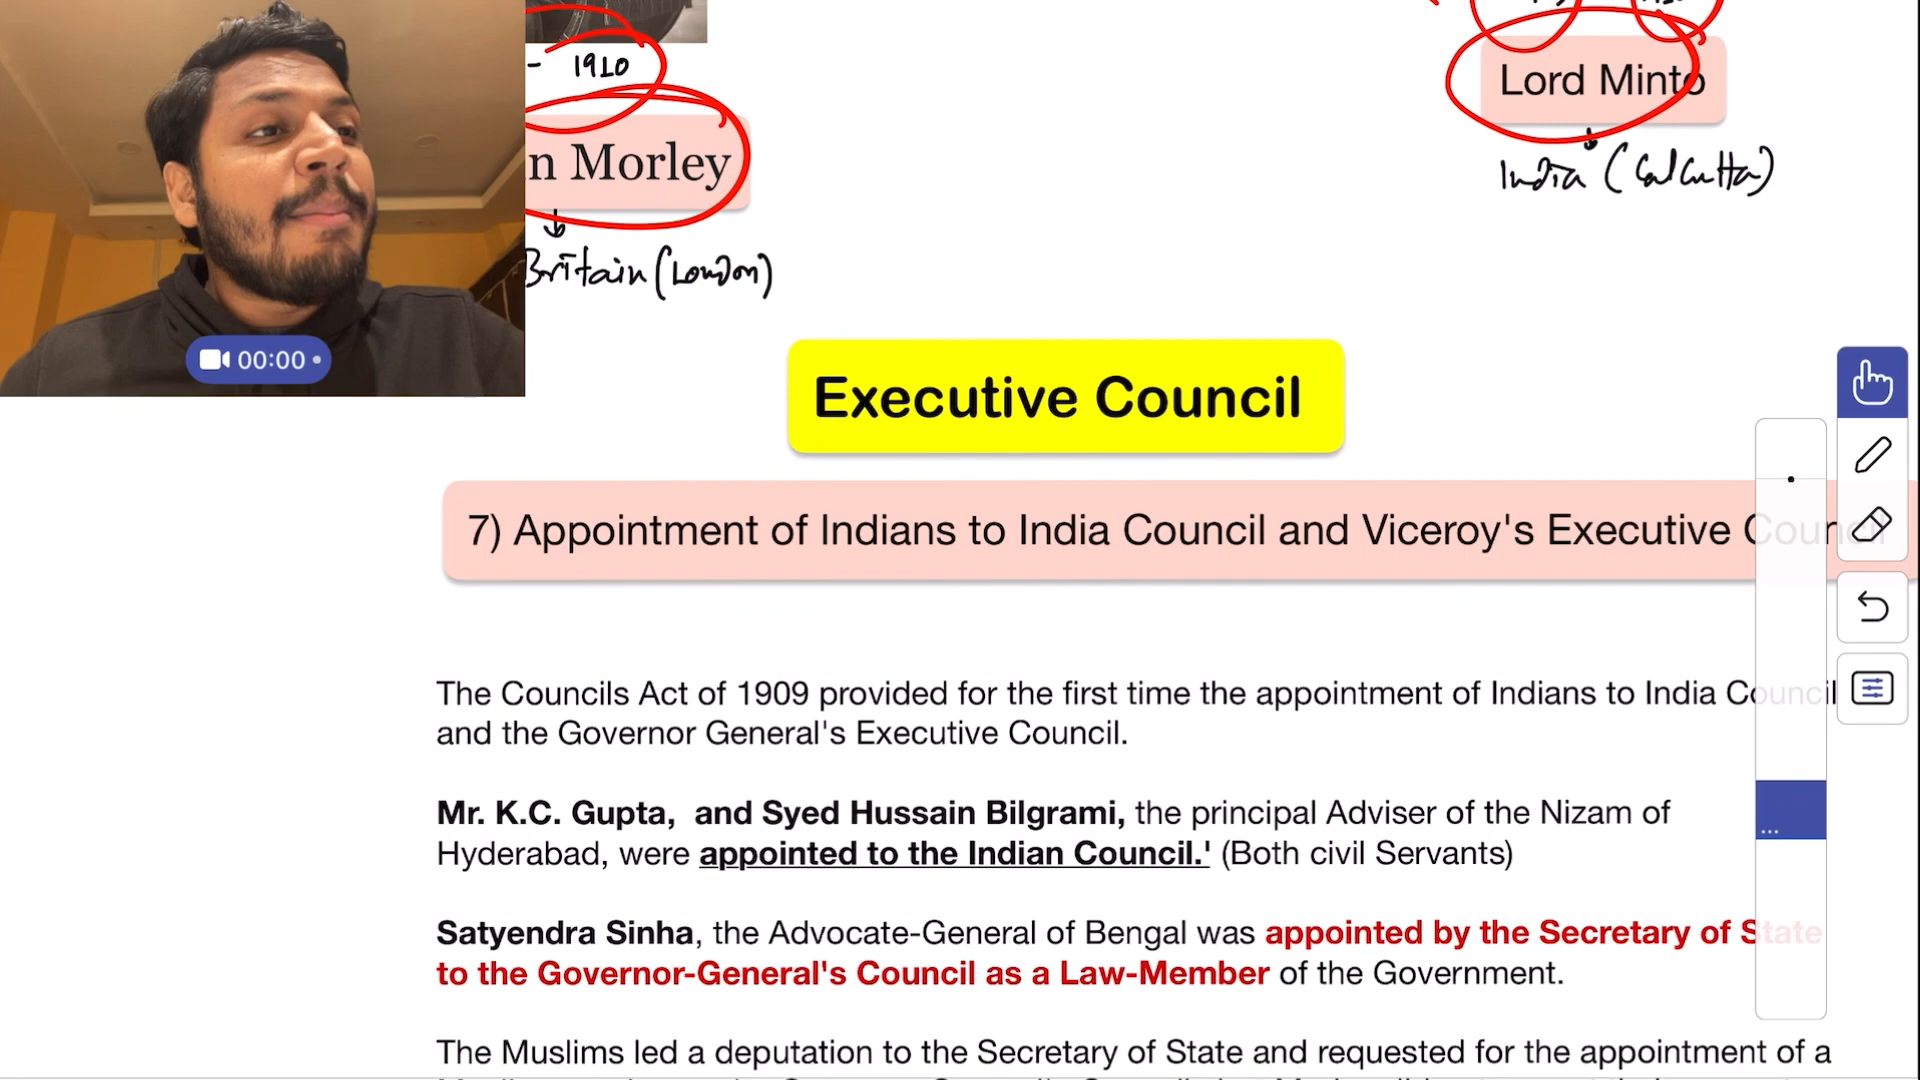 - 1910
n Morley
Britain (London)
Lord Minto
India (Calcutta)
00:00
Executive Council
7) Appointment of Indians to India Council and Viceroy's Executive Council
The Councils Act of 1909 provided for the first time the appointment of Indians to India Council
and the Governor General's Executive Council.
Mr. K.C. Gupta, and Syed Hussain Bilgrami, the principal Adviser of the Nizam of
Hyderabad, were appointed to the Indian Council.' (Both civil Servants)
Satyendra Sinha, the Advocate-General of Bengal was appointed by the Secretary of State
to the Governor-General's Council as a Law-Member of the Government.
The Muslims led a deputation to the Secretary of State and requested for the appointment of a